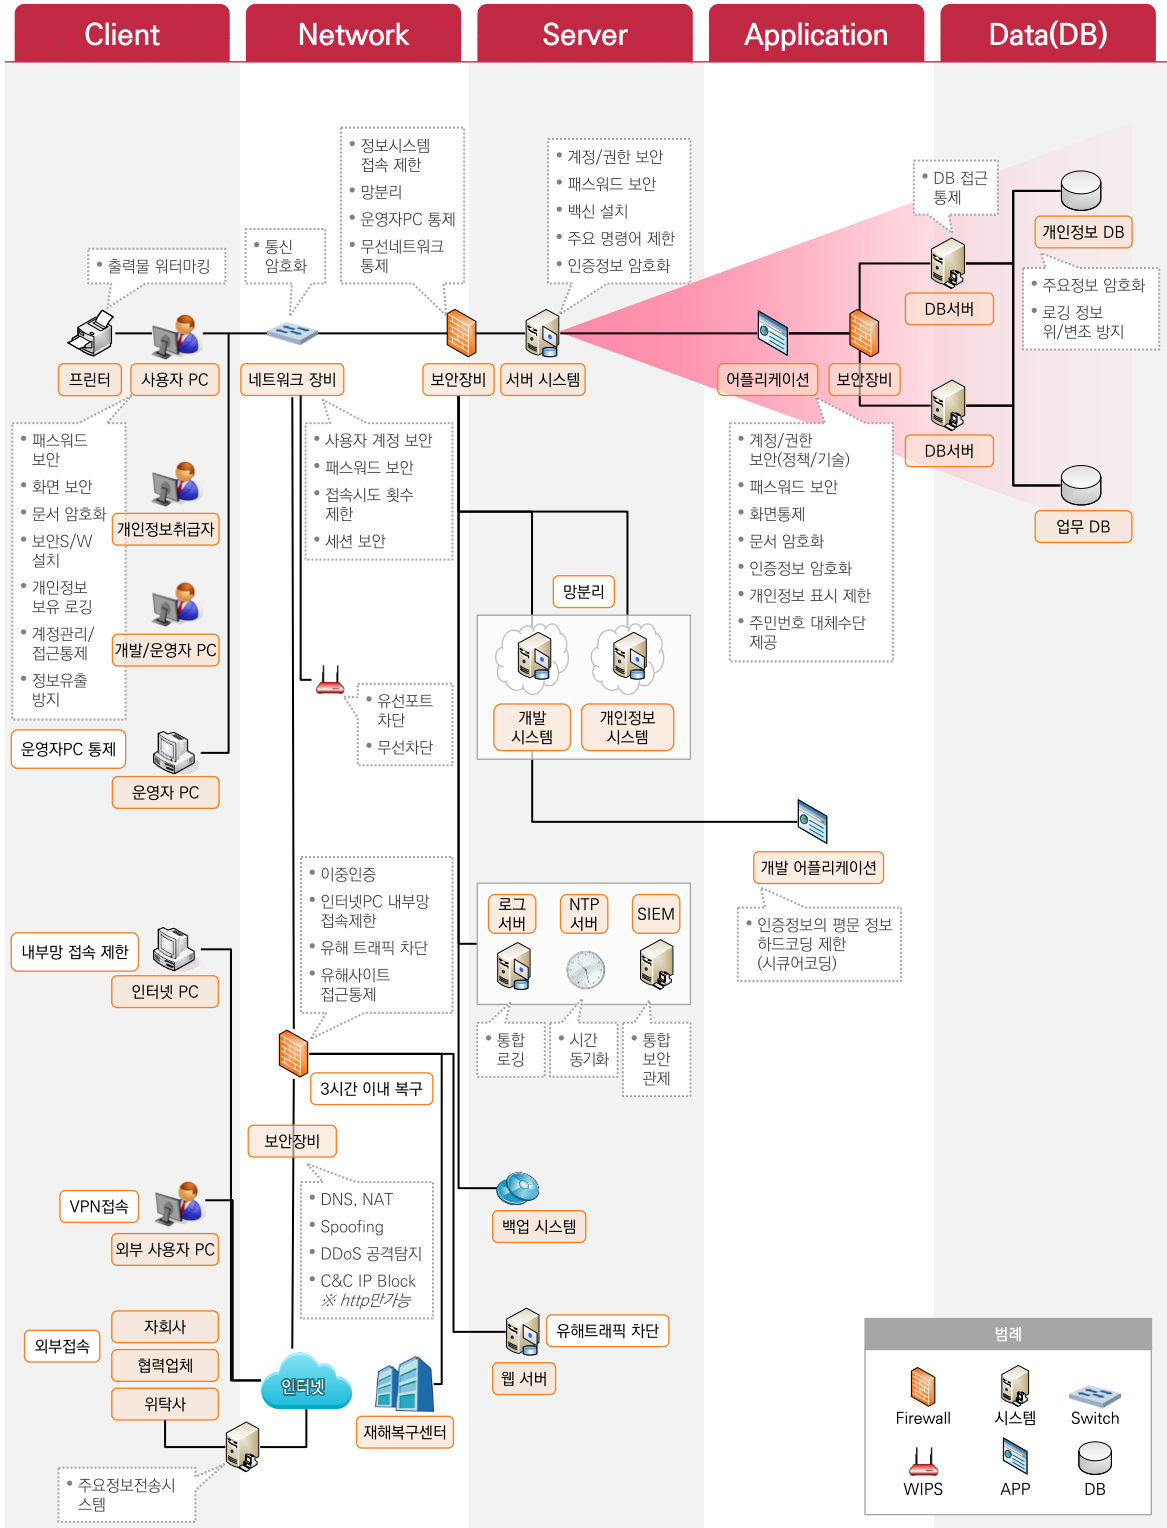 Client
Network
Server
Application
Data(DB)
• 정보시스템
접속 제한
• 망분리
• 운영자PC 통제
• 무선네트워크
통제
• 계정/권한 보안
• 패스워드 보안
• 백신 설치
• 주요 명령어 제한
• 인증정보 암호화
• DB 접근
통제
• 출력물 워터마킹
• 통신
암호화
개인정보 DB
• 주요정보 암호화
• 로깅 정보
위/변조 방지
DB서버
프린터
사용자 PC
네트워크 장비
보안장비
서버 시스템
어플리케이션
보안장비
DB서버
업무 DB
• 패스워드
보안
• 화면 보안
• 문서 암호화
• 보안S/W
설치
• 개인정보
보유 로깅
• 계정관리/
접근통제
• 정보유출
방지
개인정보취급자
개발/운영자 PC
운영자PC 통제
운영자 PC
• 사용자 계정 보안
• 패스워드 보안
• 접속시도 횟수
제한
• 세션 보안
• 계정/권한
보안(정책/기술)
• 패스워드 보안
• 화면통제
• 문서 암호화
• 인증정보 암호화
• 개인정보 표시 제한
• 주민번호 대체수단
제공
망분리
개발
시스템
개인정보
시스템
• 유선포트
차단
• 무선차단
개발 어플리케이션
• 인증정보의 평문 정보
하드코딩 제한
(시큐어코딩)
• 이중인증
• 인터넷PC 내부망
접속제한
• 유해 트래픽 차단
• 유해사이트
접근통제
로그
서버
NTP
서버
SIEM
• 통합
로깅
• 시간
동기화
• 통합
보안
관제
내부망 접속 제한
인터넷 PC
3시간 이내 복구
보안장비
• DNS, NAT
• Spoofing
• DDoS 공격탐지
• C&C IP Block
※ http만가능
백업 시스템
VPN접속
외부 사용자 PC
외부접속
자회사
협력업체
위탁사
인터넷
재해복구센터
유해트래픽 차단
웹 서버
• 주요정보전송시
스템
범례
Firewall
시스템
Switch
WIPS
APP
DB